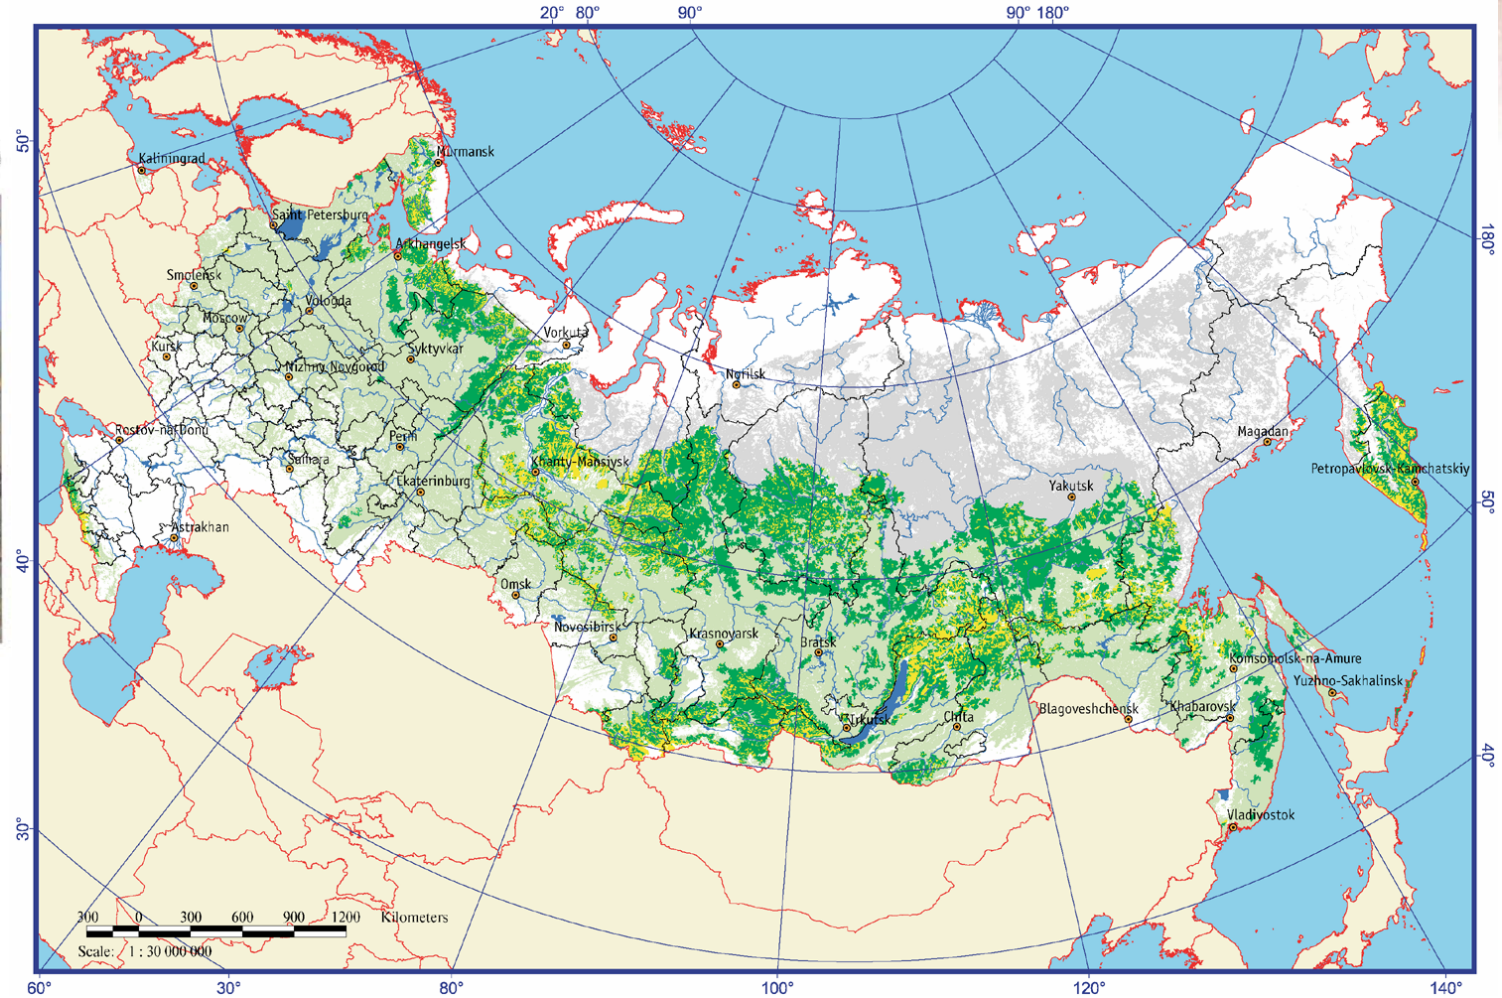 20° 80° 90° 90° 180°
50°
Murmansk
Kaliningrad
Saint Petersburg
180°
Arkhangelsk
Smolensk
Vologda
Moscow
Vorkuta
Kursk
Syktyvkar
Nizhny Novgorod
Norilsk
Rostov-na-Donu
Magadan
Perm
Samara
Khanty-Mansiysk
Petropavlovsk-Kamchatskiy
Ekaterinburg
Yakutsk
50°
Astrakhan
40°
Omsk
Novosibirsk
Krasnoyarsk
Bratsk
Komsomolsk-na-Amure
Yuzhno-Sakhalinsk
Blagoveshchensk
Khabarovsk
Irkutsk
Chita
40°
Vladivostok
30°
300 0 300 600 900 1200 Kilometers
Scale: 1 : 30 000 000
60° 30° 80° 100° 120° 140°